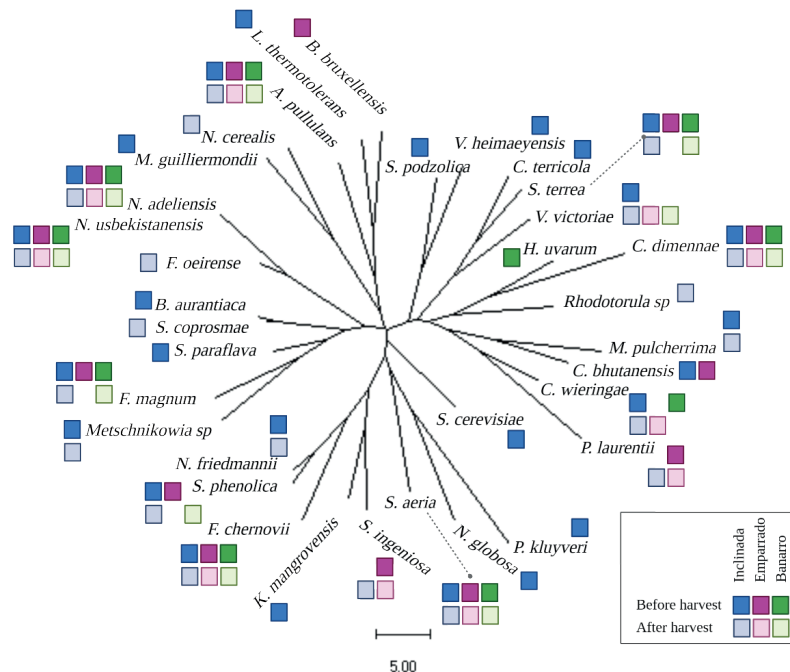 L. thermotolerans
B. bruxellensis
A. pullulans
N. cerealis
M. guilliermondii
N. adeliensis
N. usbekistanensis
F. oeirense
B. aurantiaca
S. coprosmae
S. paraflava
F. magnum
Metschnikowia sp
N. friedmannii
S. phenolica
F. chernovii
K. mangrovensis
S. ingeniosa
S. aeria
N. globosa
P. kluyveri
S. cerevisiae
P. laurentii
C. wieringae
C. bhutanensis
M. pulcherrima
Rhodotorula sp
C. dimennae
H. uvarum
V. victoriae
S. terrea
C. terricola
V. heimaeyensis
S. podzolica
Inclinada
Emparrado
Banarro
Before harvest
After harvest
5.00